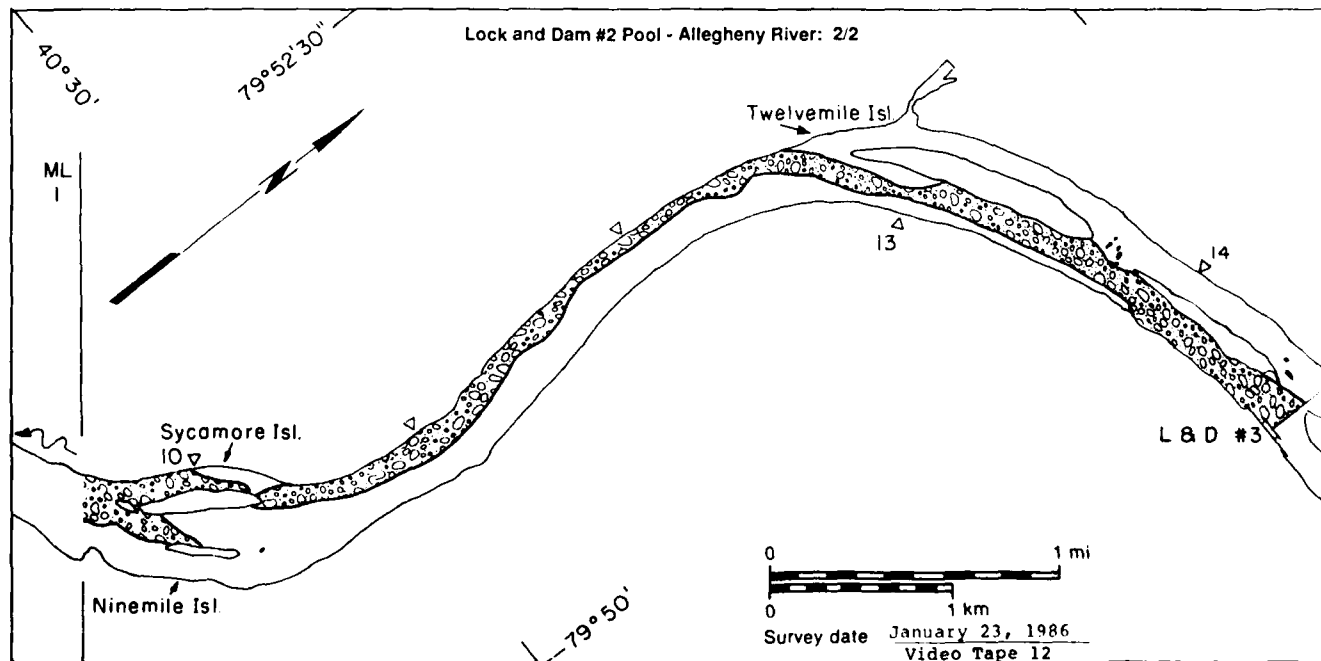 Lock and Dam #2 Pool - Allegheny River: 2/2
40°30'
79°52'30"
ML
1
N
Twelvemile Isl.
13
14
Sycamore Isl.
10
L & D #3
Ninemile Isl.
79°50'
0 1 mi
0 1 km
Survey date January 23, 1986
Video Tape 12